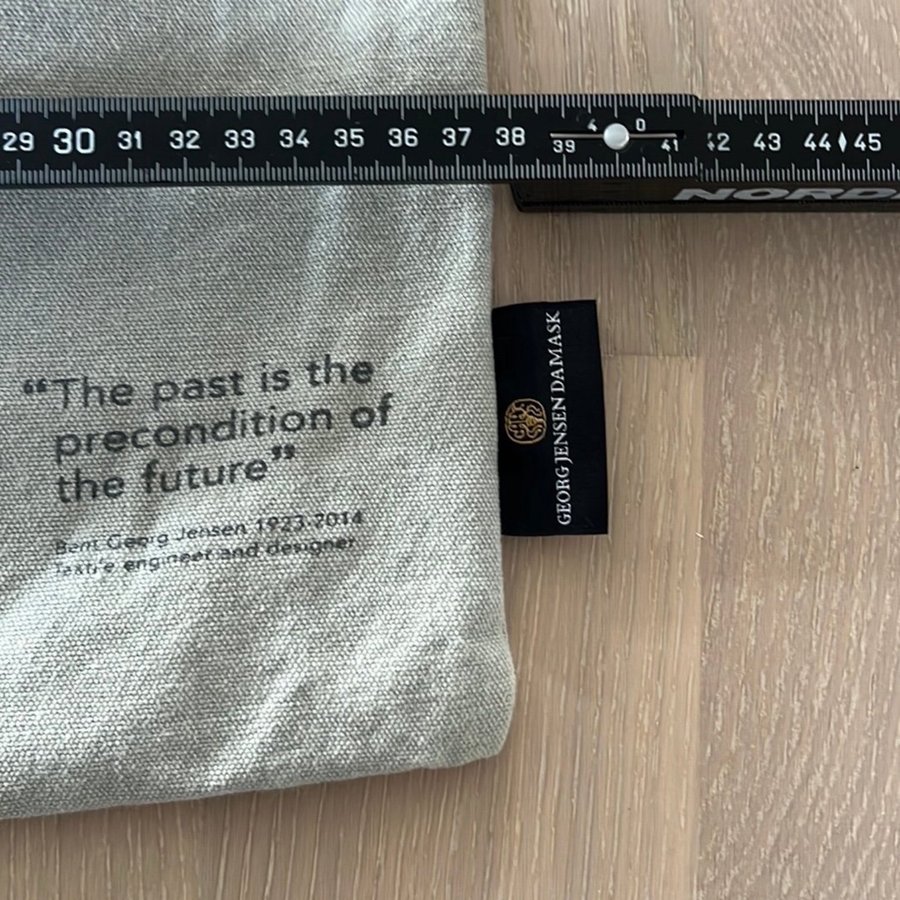 29 30 31 32 33 34 35 36 37 38 39 4 0 41 42 43 44 45
“The past is the
precondition of
the future”
Bent Georg Jensen 1923-2014
Textile engineer and designer
GEORG JENSEN DAMASK